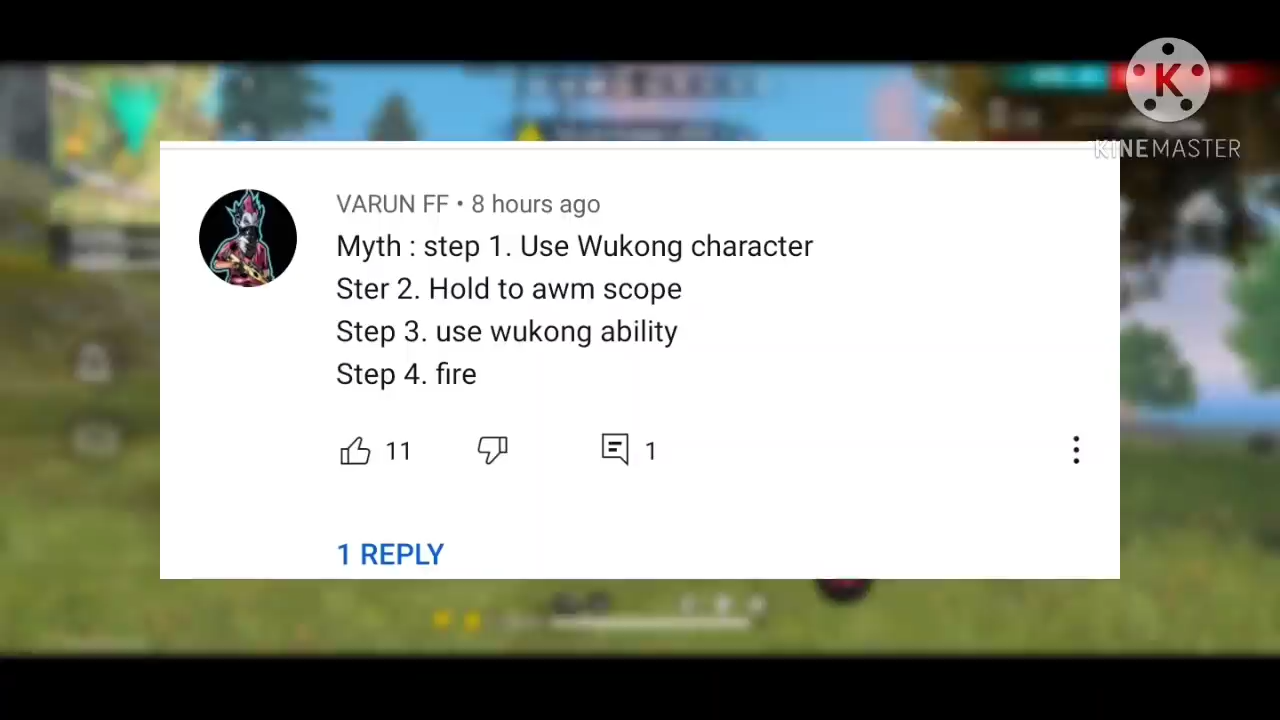 K
KINEMASTER
VARUN FF • 8 hours ago
Myth : step 1. Use Wukong character
Ster 2. Hold to awm scope
Step 3. use wukong ability
Step 4. fire
11
1
1 REPLY